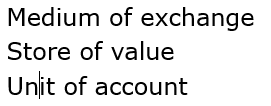 Medium of exchange
Store of value
Unit of account